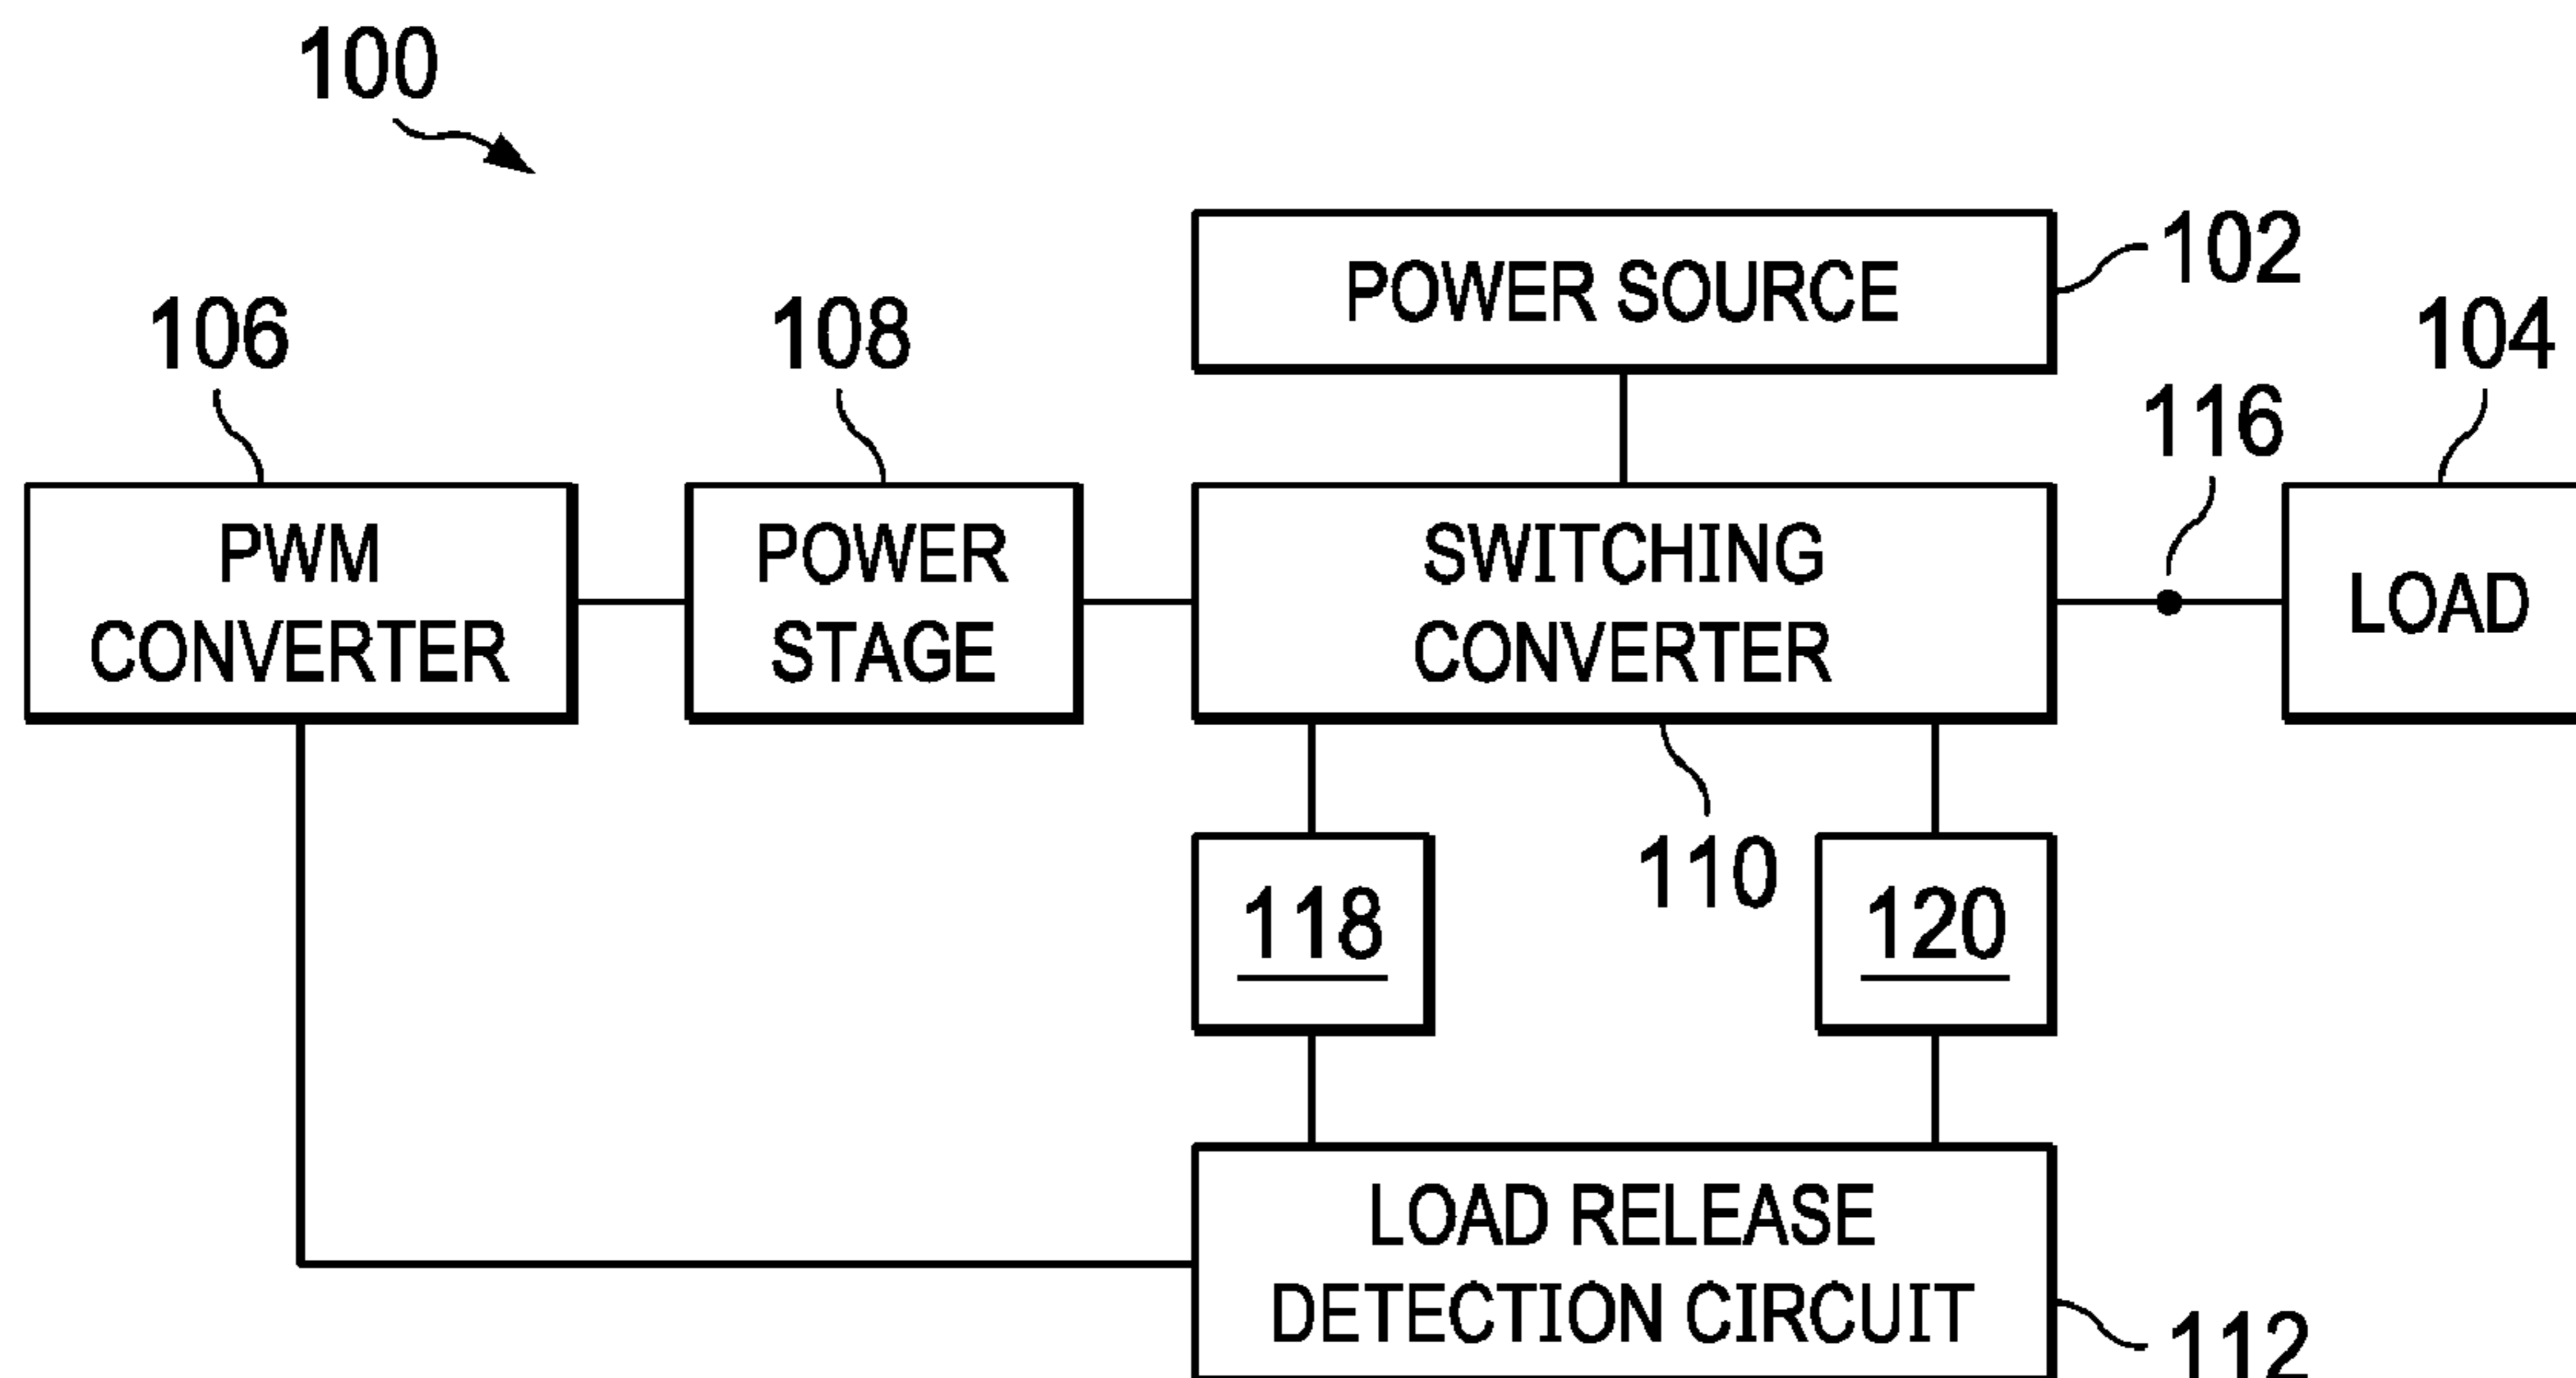 100
POWER SOURCE
102
106
108
104
116
PWM
CONVERTER
POWER
STAGE
SWITCHING
CONVERTER
LOAD
110
118
120
LOAD RELEASE
DETECTION CIRCUIT
112